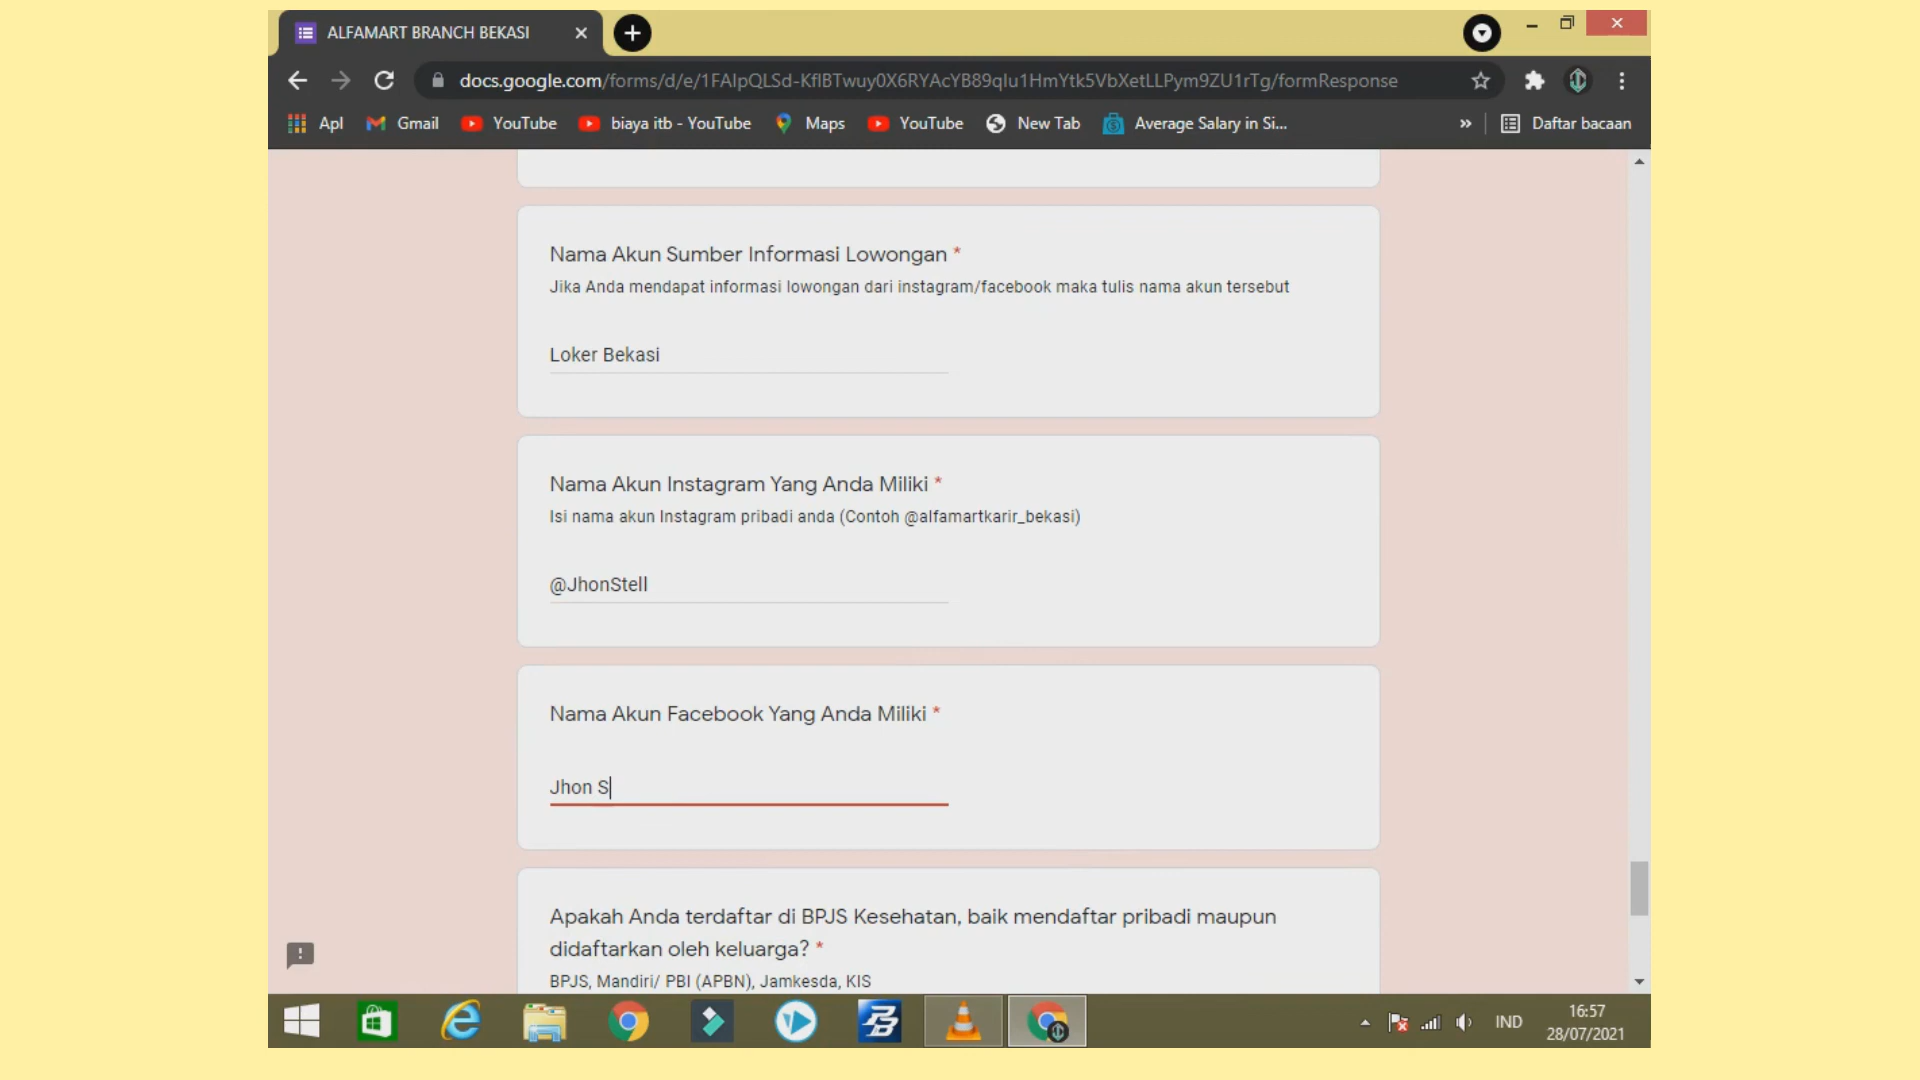 ALFAMART BRANCH BEKASI
docs.google.com/forms/d/e/1FAIpQLSd-KflBTwuy0X6RYAcYB89qlu1HmYtk5VbXetLLPym9ZU1rTg/formResponse
Apl Gmail YouTube biaya itb - YouTube Maps YouTube New Tab Average Salary in Si... » Daftar bacaan
Nama Akun Sumber Informasi Lowongan *
Jika Anda mendapat informasi lowongan dari instagram/facebook maka tulis nama akun tersebut
Loker Bekasi
Nama Akun Instagram Yang Anda Miliki *
Isi nama akun Instagram pribadi anda (Contoh @alfamartkarir_bekasi)
@JhonStell
Nama Akun Facebook Yang Anda Miliki *
Jhon S
Apakah Anda terdaftar di BPJS Kesehatan, baik mendaftar pribadi maupun
didaftarkan oleh keluarga? *
BPJS, Mandiri/ PBI (APBN), Jamkesda, KIS
IND
16:57
28/07/2021